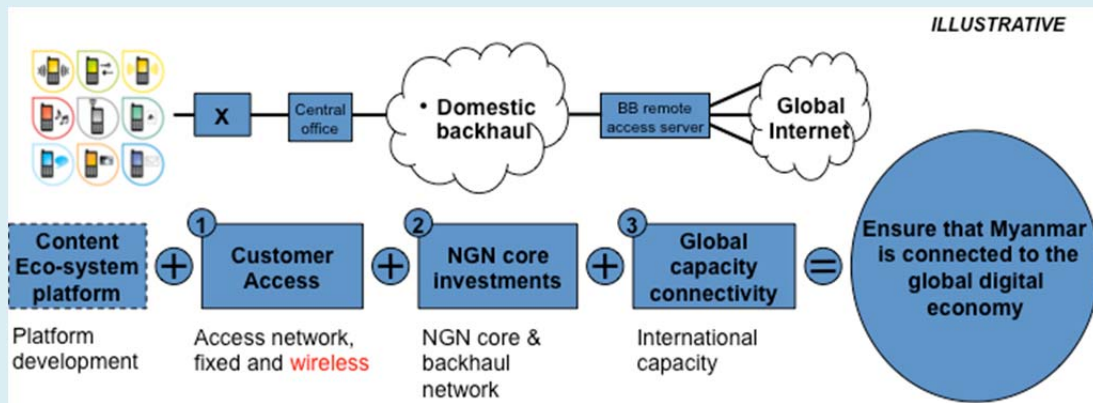 ILLUSTRATIVE
X
Central
office
• Domestic
backhaul
BB remote
access server
Global
Internet
1
Content
Eco-system
platform
+
Customer
Access
+
2
NGN core
investments
+
3
Global
capacity
connectivity
=
Ensure that Myanmar
is connected to the
global digital
economy
Platform
development
Access network,
fixed and wireless
NGN core &
backhaul
network
International
capacity